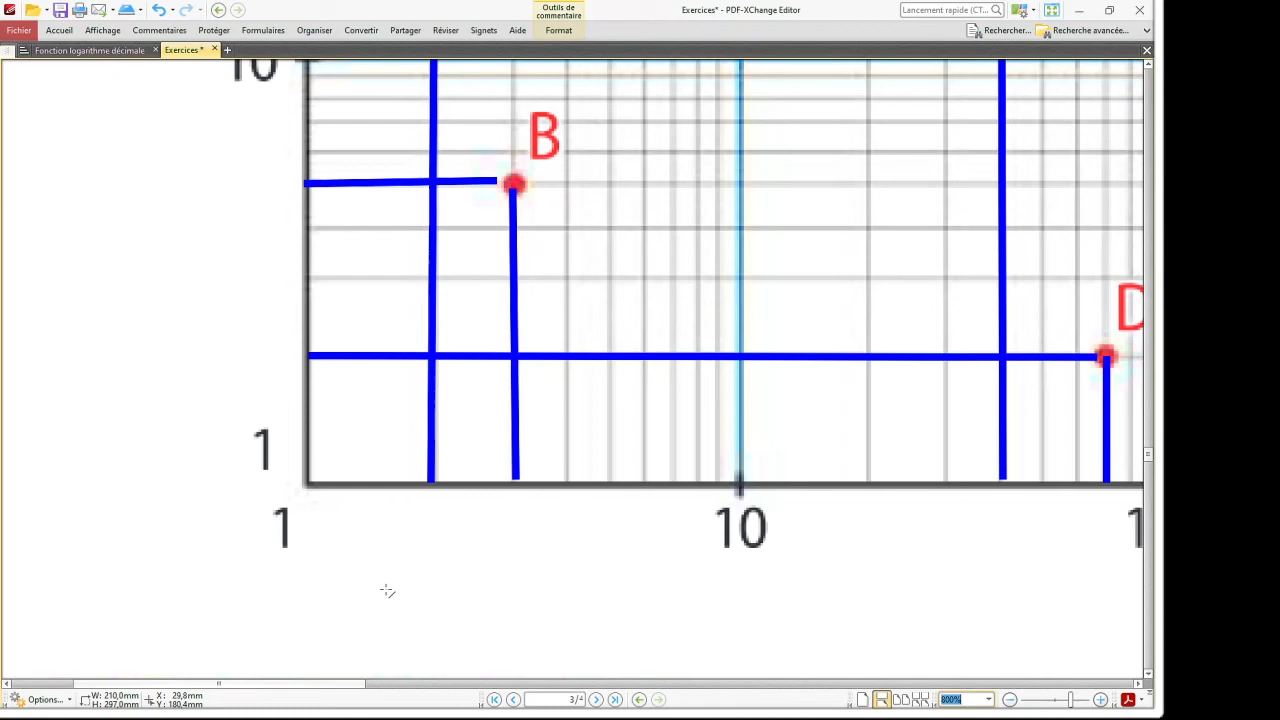 Outils de
commentaire
Exercices* - PDF-XChange Editor
Lancement rapide (CT...
Fichier Accueil Affichage Commentaires Protéger Formulaires Organiser Convertir Partager Réviser Signets Aide Format
Rechercher... Recherche avancée...
Fonction logarithme décimale Exercices *
10
B
D
1
1 10 1
Options... W: 210,0mm H: 297,0mm X: 29,8mm Y: 180,4mm 3/4 800%